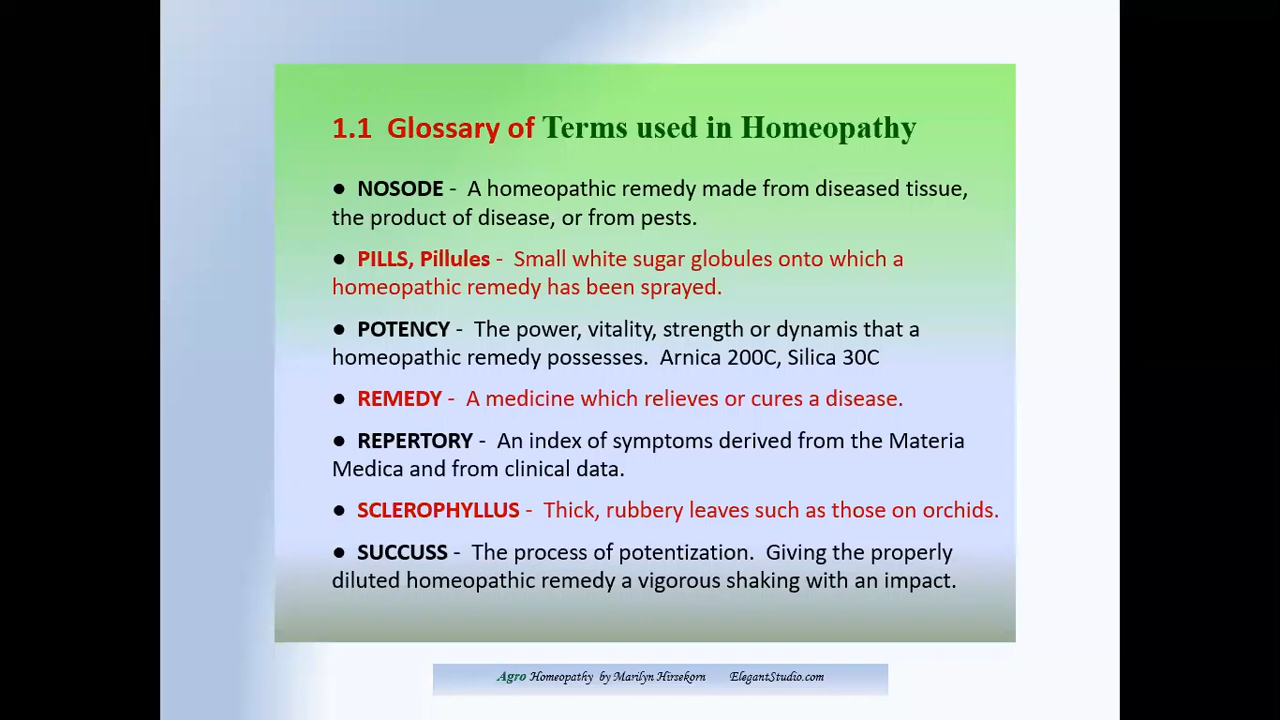 1.1 Glossary of Terms used in Homeopathy
● NOSODE - A homeopathic remedy made from diseased tissue,
the product of disease, or from pests.
● PILLS, Pillules - Small white sugar globules onto which a
homeopathic remedy has been sprayed.
● POTENCY - The power, vitality, strength or dynamis that a
homeopathic remedy possesses. Arnica 200C, Silica 30C
● REMEDY - A medicine which relieves or cures a disease.
● REPERTORY - An index of symptoms derived from the Materia
Medica and from clinical data.
● SCLEROPHYLLUS - Thick, rubbery leaves such as those on orchids.
● SUCCUSS - The process of potentization. Giving the properly
diluted homeopathic remedy a vigorous shaking with an impact.
Agro Homeopathy by Marilyn Hirsekorn ElegantStudio.com